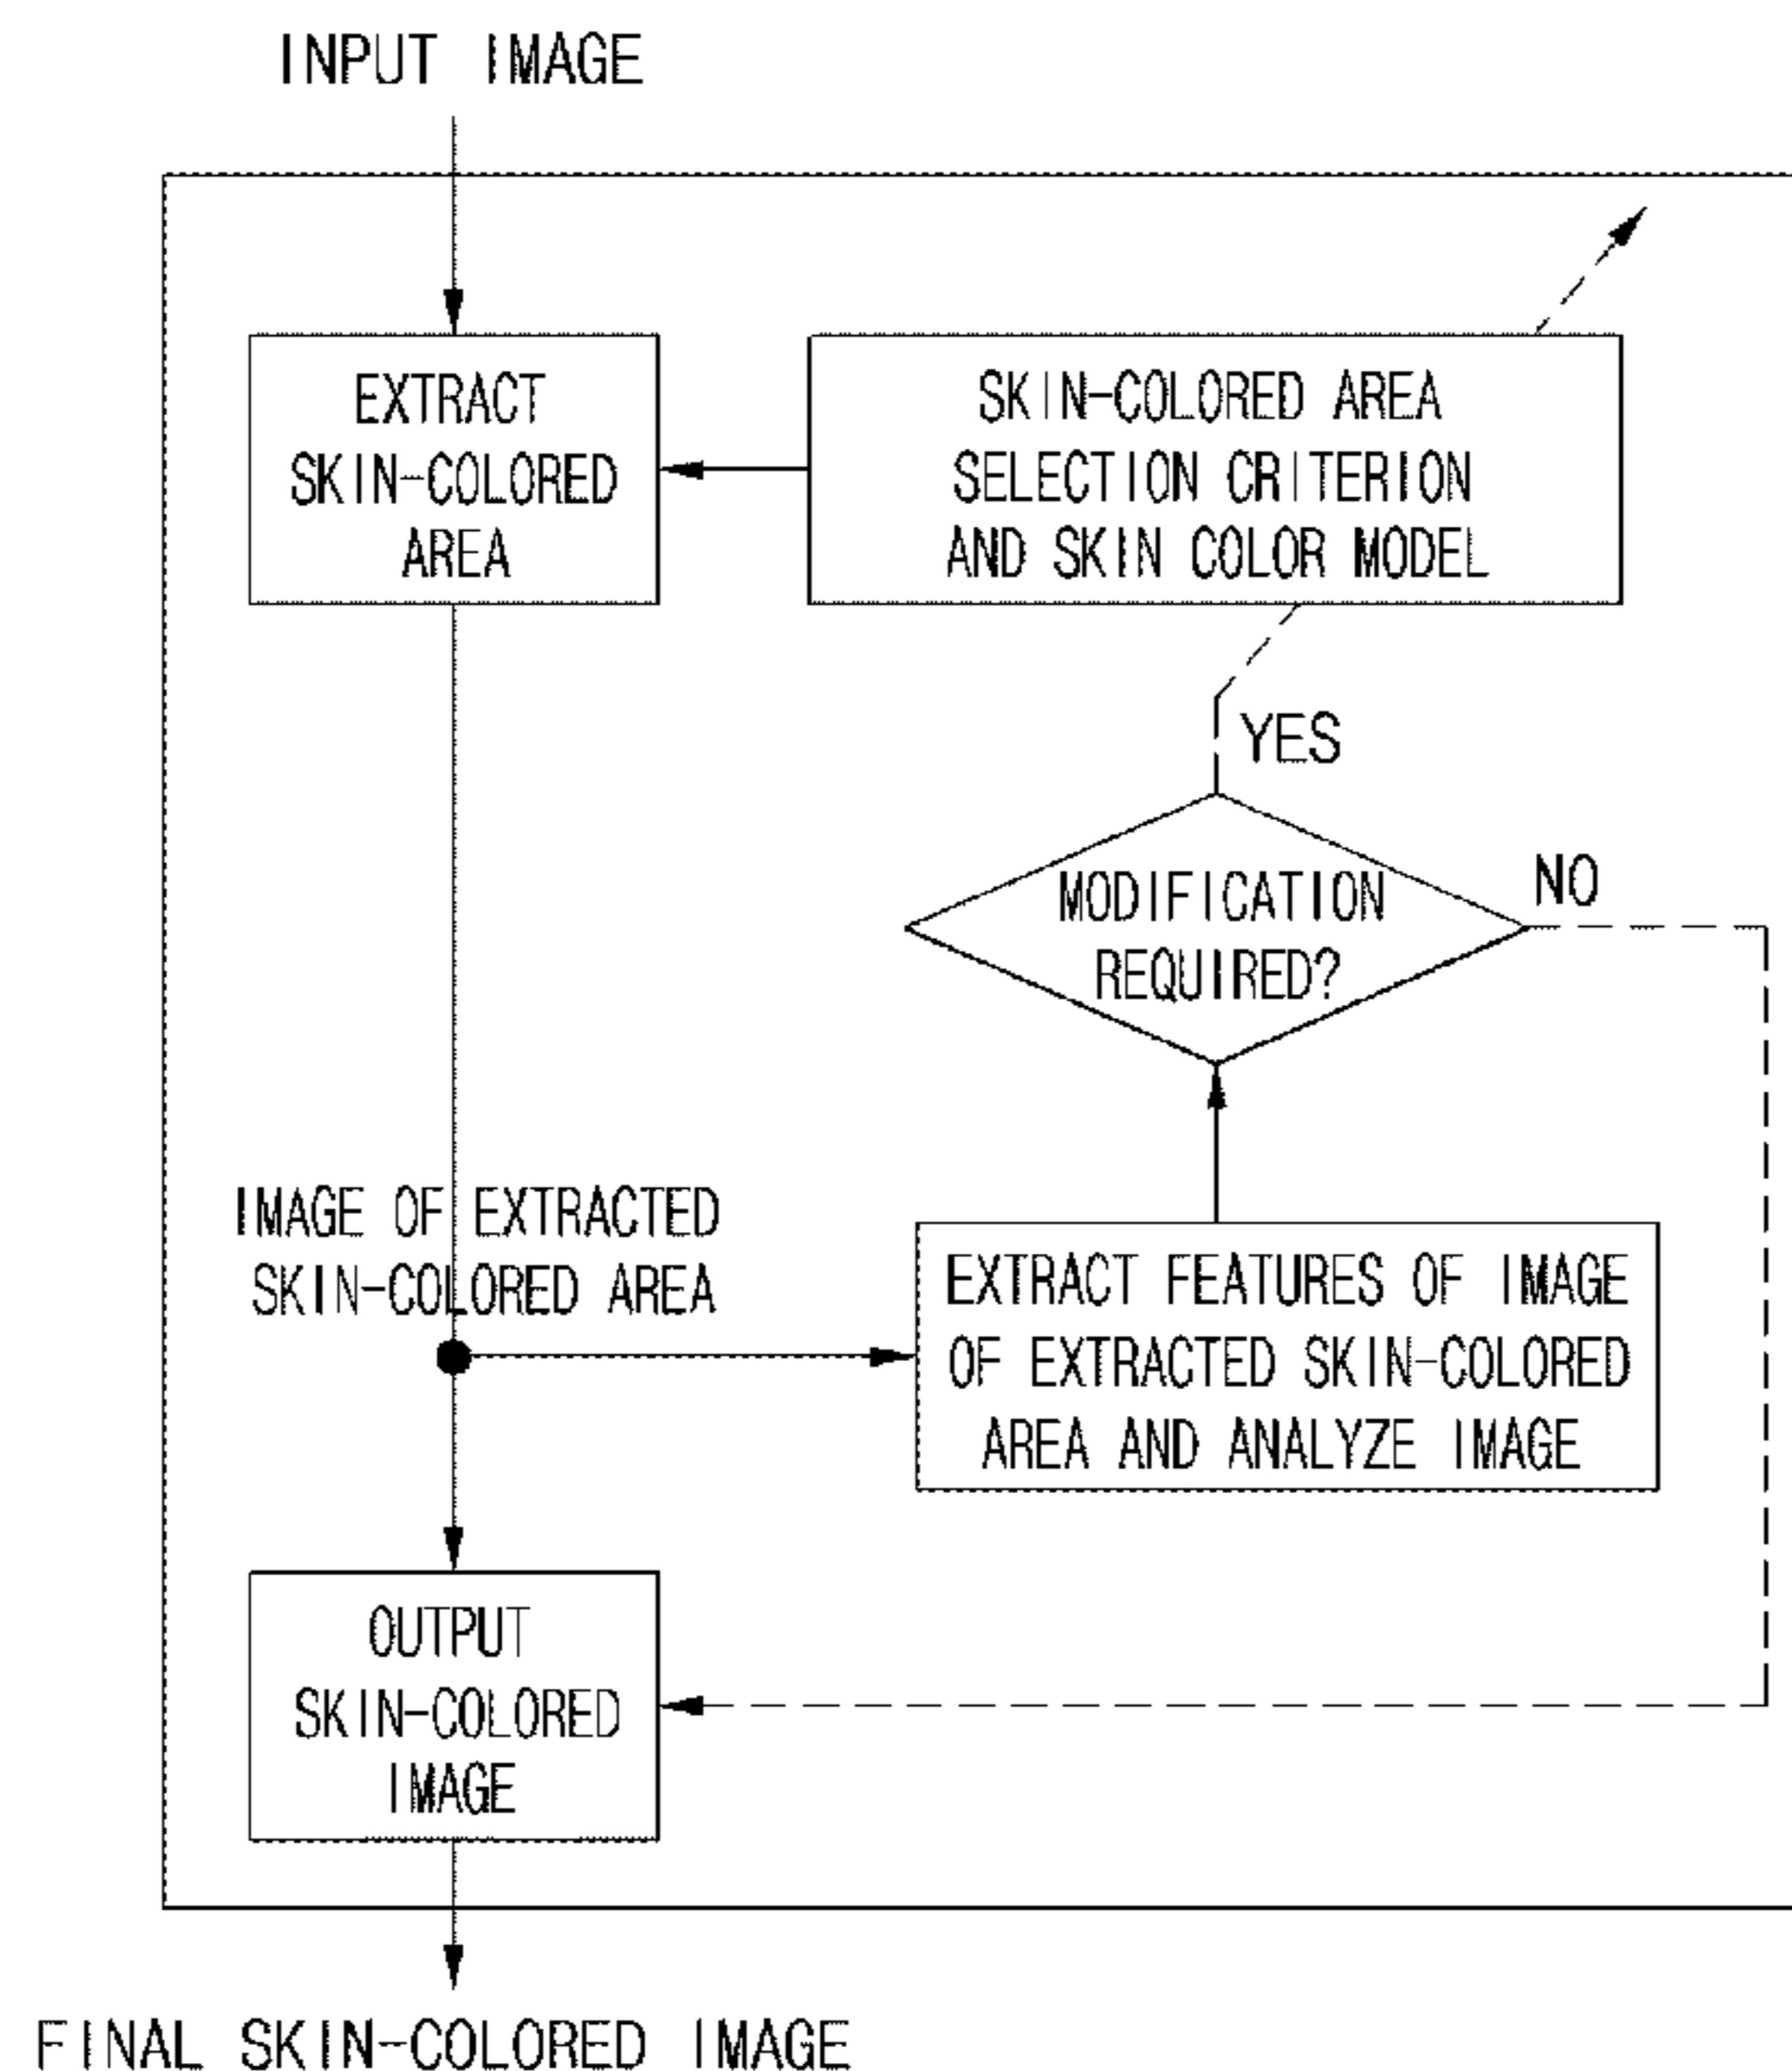 INPUT IMAGE
EXTRACT
SKIN-COLORED
AREA
SKIN-COLORED AREA
SELECTION CRITERION
AND SKIN COLOR MODEL
YES
MODIFICATION
REQUIRED?
NO
IMAGE OF EXTRACTED
SKIN-COLORED AREA
EXTRACT FEATURES OF IMAGE
OF EXTRACTED SKIN-COLORED
AREA AND ANALYZE IMAGE
OUTPUT
SKIN-COLORED
IMAGE
FINAL SKIN-COLORED IMAGE